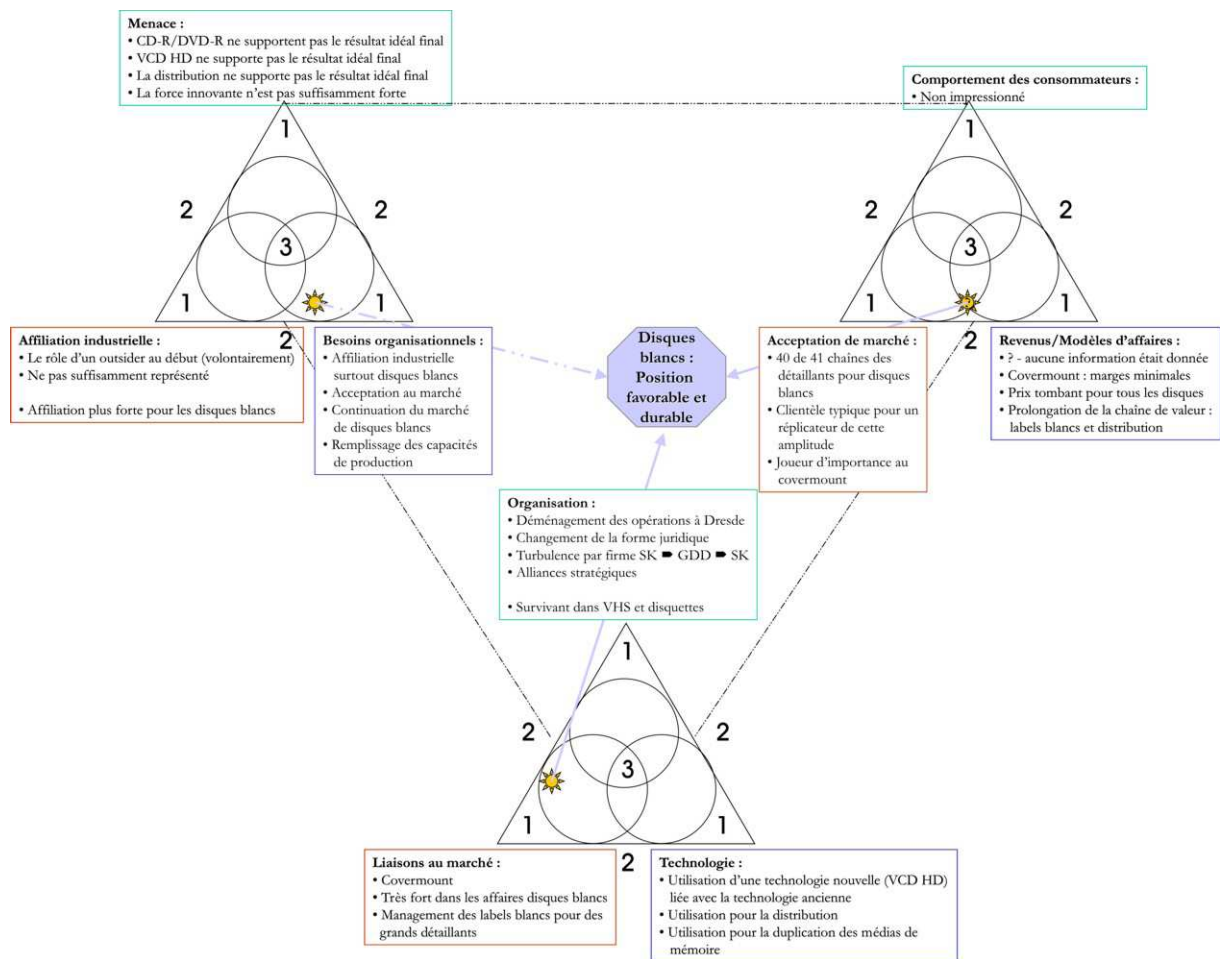 Menace :
• CD-R/DVD-R ne supportent pas le résultat idéal final
• VCD HD ne supporte pas le résultat idéal final
• La distribution ne supporte pas le résultat idéal final
• La force innovante n’est pas suffisamment forte
Comportement des consommateurs :
• Non impressionné
1
2
2
3
1
1
2
1
2
2
3
1
1
2
Affiliation industrielle :
• Le rôle d’un outsider au début (volontairement)
• Ne pas suffisamment représenté
• Affiliation plus forte pour les disques blancs
Besoins organisationnels :
• Affiliation industrielle
surtout disques blancs
• Acceptation au marché
• Continuation du marché
de disques blancs
• Remplissage des capacités
de production
Disques
blancs :
Position
favorable et
durable
Acceptation de marché :
• 40 de 41 chaînes des
détaillants pour disques
blancs
• Clientèle typique pour un
réplicateur de cette
amplitude
• Joueur d’importance au
covermount
Revenus/Modèles d’affaires :
• ? - aucune information était donnée
• Covermount : marges minimales
• Prix tombant pour tous les disques
• Prolongation de la chaîne de valeur :
labels blancs et distribution
Organisation :
• Déménagement des opérations à Dresde
• Changement de la forme juridique
• Turbulence par firme SK ➨ GDD ➨ SK
• Alliances stratégiques
• Survivant dans VHS et disquettes
1
2
2
3
1
1
2
Liaisons au marché :
• Covermount
• Très fort dans les affaires disques blancs
• Management des labels blancs pour des
grands détaillants
Technologie :
• Utilisation d’une technologie nouvelle (VCD HD)
liée avec la technologie ancienne
• Utilisation pour la distribution
• Utilisation pour la duplication des médias de
mémoire